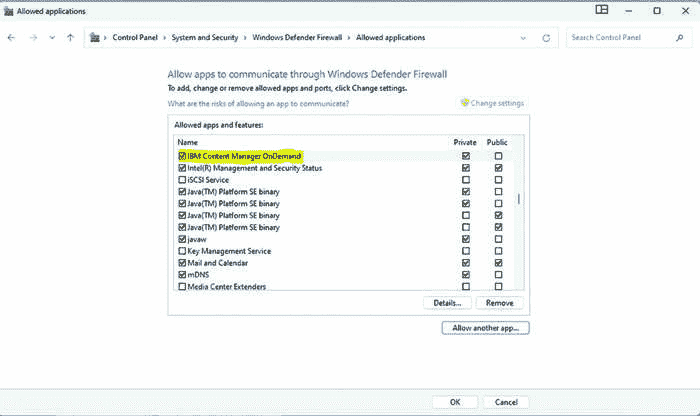 Allowed applications
Control Panel > System and Security > Windows Defender Firewall > Allowed applications
Search Control Panel
Allow apps to communicate through Windows Defender Firewall
To add, change or remove allowed apps and ports, click Change settings.
What are the risks of allowing an app to communicate?
Change settings
Allowed apps and features:
Name Private Public
IBM Content Manager OnDemand
Intel(R) Management and Security Status
iSCSI Service
Java(TM) Platform SE binary
Java(TM) Platform SE binary
Java(TM) Platform SE binary
Java(TM) Platform SE binary
javaw
Key Management Service
Mail and Calendar
mDNS
Media Center Extenders
Details... Remove
Allow another app...
OK Cancel